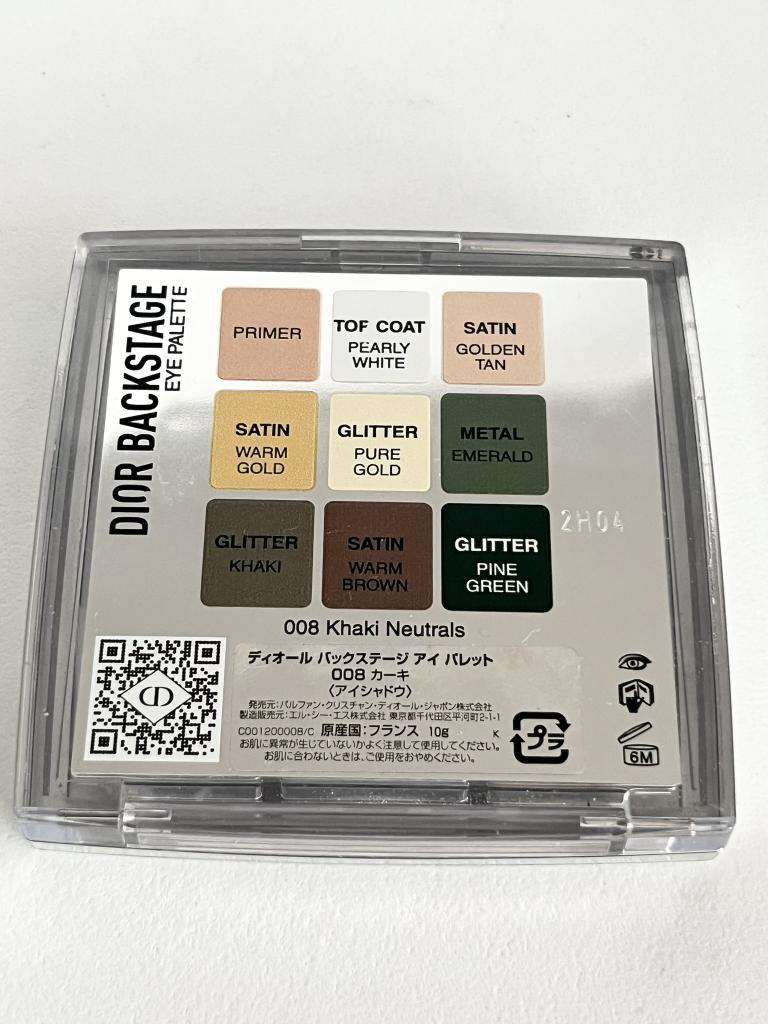 DIOR BACKSTAGE
EYE PALETTE
PRIMER
TOF COAT
PEARLY
WHITE
SATIN
GOLDEN
TAN
SATIN
WARM
GOLD
GLITTER
PURE
GOLD
METAL
EMERALD
GLITTER
KHAKI
SATIN
WARM
BROWN
GLITTER
PINE
GREEN
2H04
008 Khaki Neutrals
CD
ディオール バックステージ アイ パレット
008 カーキ
〈アイシャドウ〉
発売元:パルファン・クリスチャン・ディオール・ジャポン株式会社
製造販売元:エル・シー・エス株式会社 東京都千代田区平河町2-1-1
C001200008/C 原産国:フランス 10g K
お肌に異常が生じていないかよく注意して使用してください。
お肌に合わないときは、ご使用をおやめください。
プラ
6M